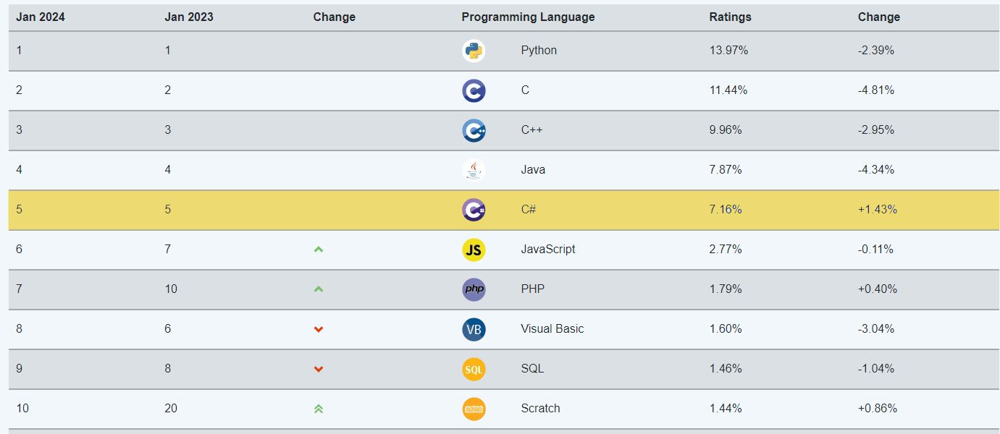 Jan 2024 Jan 2023 Change Programming Language Ratings Change
1 1 Python 13.97% -2.39%
2 2 C C 11.44% -4.81%
3 3 C++ C++ 9.96% -2.95%
4 4 Java 7.87% -4.34%
5 5 C# C# 7.16% +1.43%
6 7 JS JavaScript 2.77% -0.11%
7 10 php PHP 1.79% +0.40%
8 6 VB Visual Basic 1.60% -3.04%
9 8 SQL SQL 1.46% -1.04%
10 20 Scratch 1.44% +0.86%